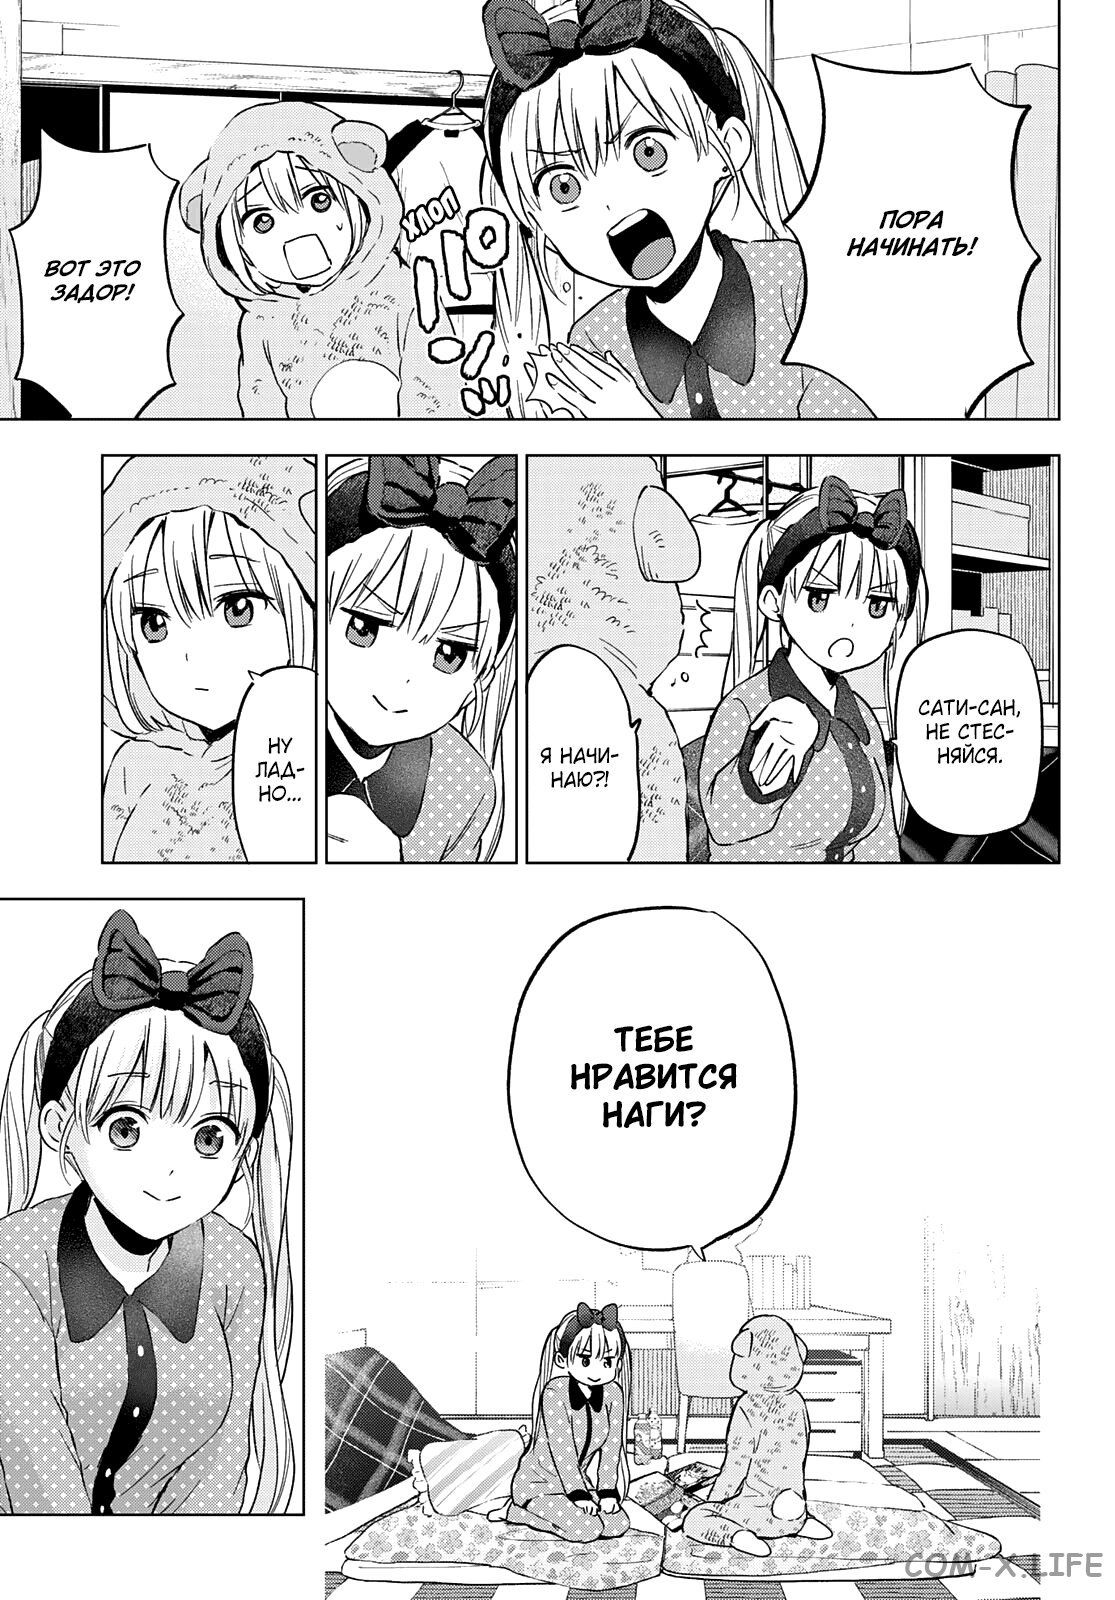 ПОРА
НАЧИНАТЬ!
ХЛОП
ВОТ ЭТО
ЗАДОР!
САТИ-САН,
НЕ СТЕС-
НЯЙСЯ.
Я НАЧИ-
НАЮ?!
НУ
ЛАД-
НО...
ТЕБЕ
НРАВИТСЯ
НАГИ?
COM-X.LIFE